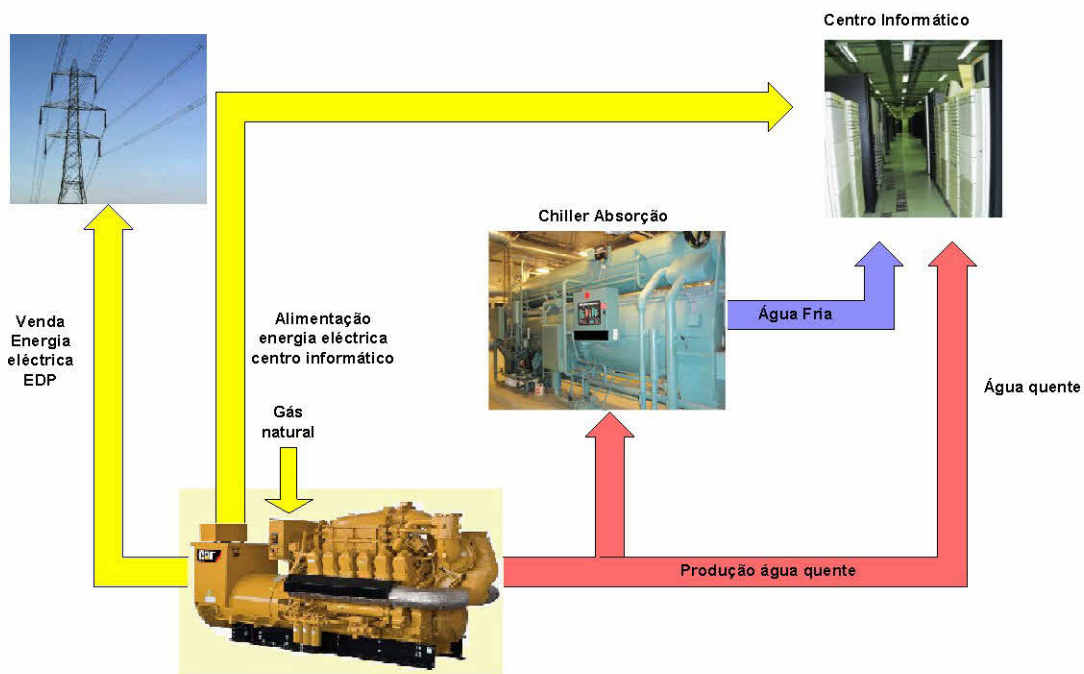 Centro Informático
Chiller Absorção
Água Fria
Venda
Energia
eléctrica
EDP
Alimentação
energia eléctrica
centro informático
Água quente
Gás
natural
CAT
Produção água quente